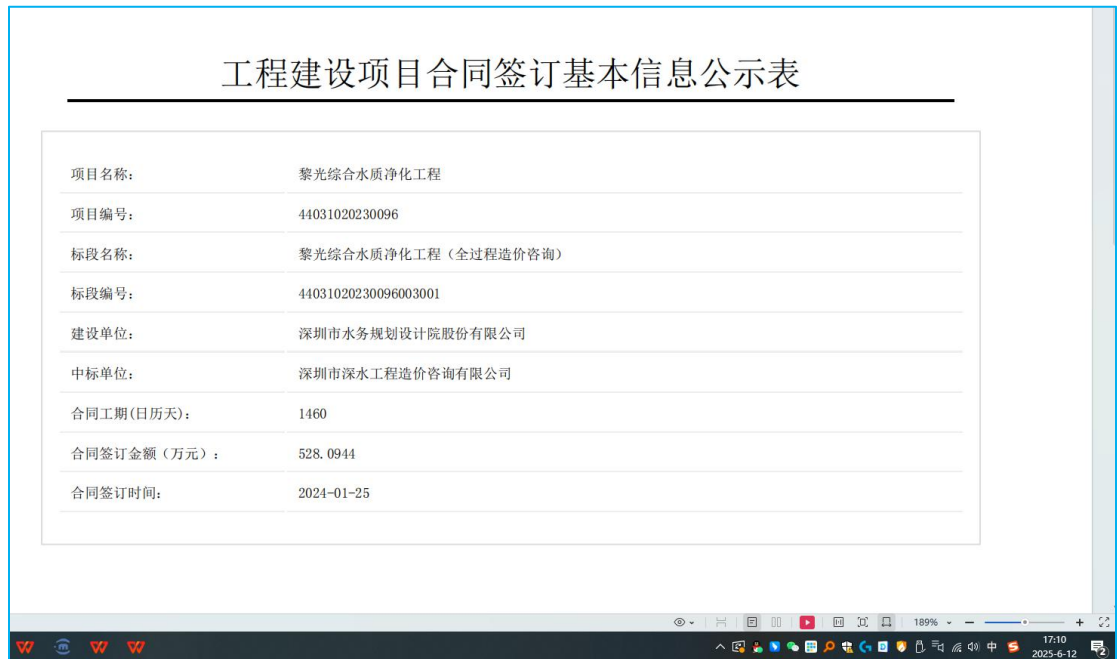 工程建设项目合同签订基本信息公示表
项目名称： 黎光综合水质净化工程
项目编号： 44031020230096
标段名称： 黎光综合水质净化工程（全过程造价咨询）
标段编号： 44031020230096003001
建设单位： 深圳市水务规划设计院股份有限公司
中标单位： 深圳市深水工程造价咨询有限公司
合同工期(日历天)： 1460
合同签订金额（万元）： 528.0944
合同签订时间： 2024-01-25
189%
中
17:10
2025-6-12